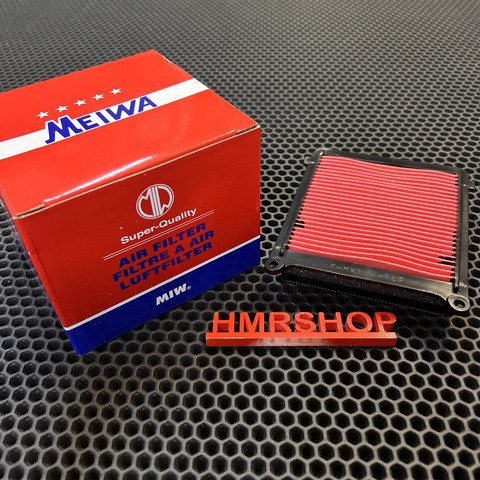 MEIWA
MIW
Super-Quality
AIR FILTER
FILTRE A AIR
LUFTFILTER
MIW®
HMRSHOP